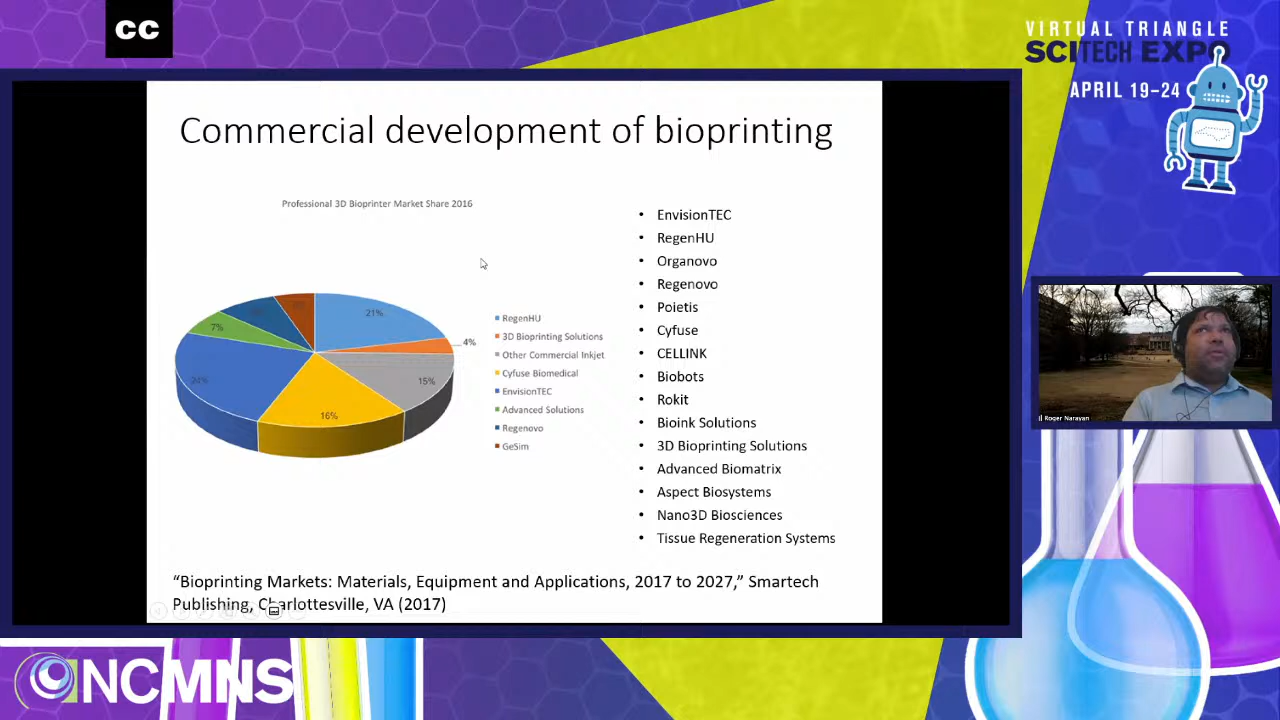 CC
VIRTUAL TRIANGLE
SCITECH EXPO
APRIL 19–24
Commercial development of bioprinting
Professional 3D Bioprinter Market Share 2016
21%
4%
15%
16%
24%
7%
RegenHU
3D Bioprinting Solutions
Other Commercial Inkjet
Cyfuse Biomedical
EnvisionTEC
Advanced Solutions
Regenovo
GeSim
• EnvisionTEC
• RegenHU
• Organovo
• Regenovo
• Poietis
• Cyfuse
• CELLINK
• Biobots
• Rokit
• Bioink Solutions
• 3D Bioprinting Solutions
• Advanced Biomatrix
• Aspect Biosystems
• Nano3D Biosciences
• Tissue Regeneration Systems
“Bioprinting Markets: Materials, Equipment and Applications, 2017 to 2027,” Smartech
Publishing, Charlottesville, VA (2017)
Roger Narayan
NCMNS